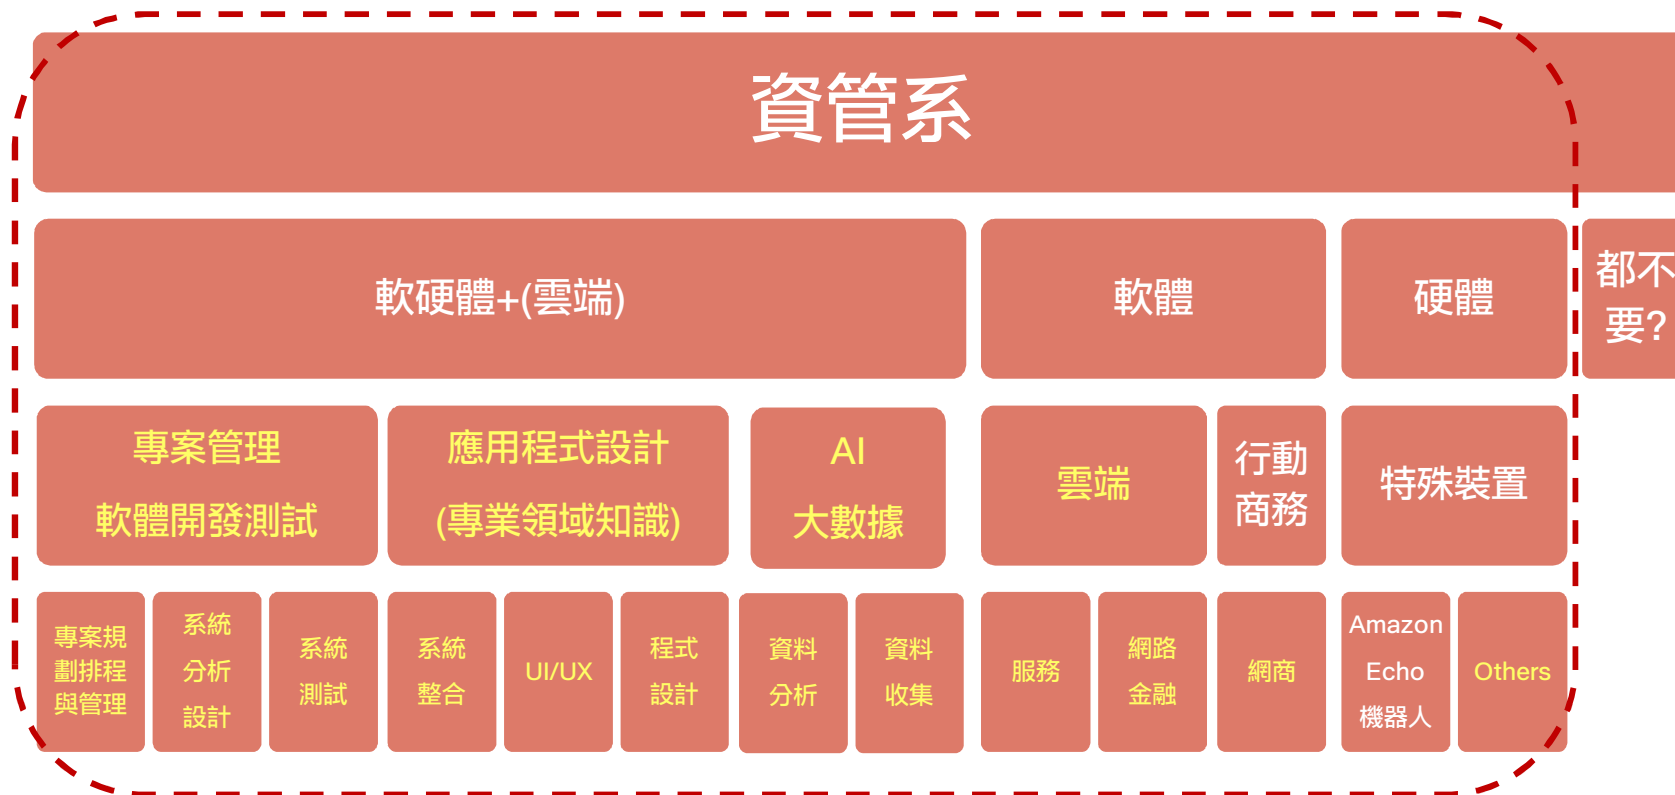 資管系
軟硬體+(雲端)
軟體
硬體
都不
要?
專案管理
軟體開發測試
應用程式設計
(專業領域知識)
AI
大數據
雲端
行動
商務
特殊裝置
專案規
劃排程
與管理
系統
分析
設計
系統
測試
系統
整合
UI/UX
程式
設計
資料
分析
資料
收集
服務
網路
金融
網商
Amazon
Echo
機器人
Others